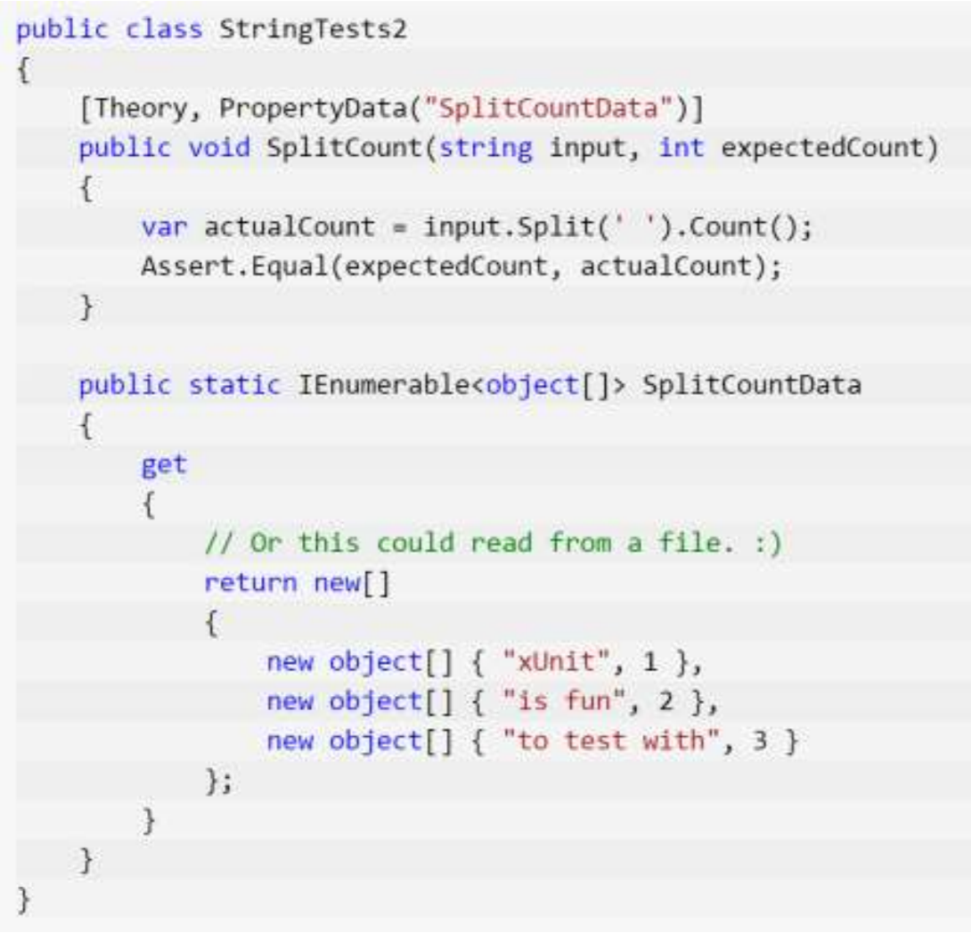 public class StringTests2
{
    [Theory, PropertyData("SplitCountData")]
    public void SplitCount(string input, int expectedCount)
    {
        var actualCount = input.Split(' ').Count();
        Assert.Equal(expectedCount, actualCount);
    }

    public static IEnumerable<object[]> SplitCountData
    {
        get
        {
            // Or this could read from a file. :)
            return new[]
            {
                new object[] { "xUnit", 1 },
                new object[] { "is fun", 2 },
                new object[] { "to test with", 3 }
            };
        }
    }
}